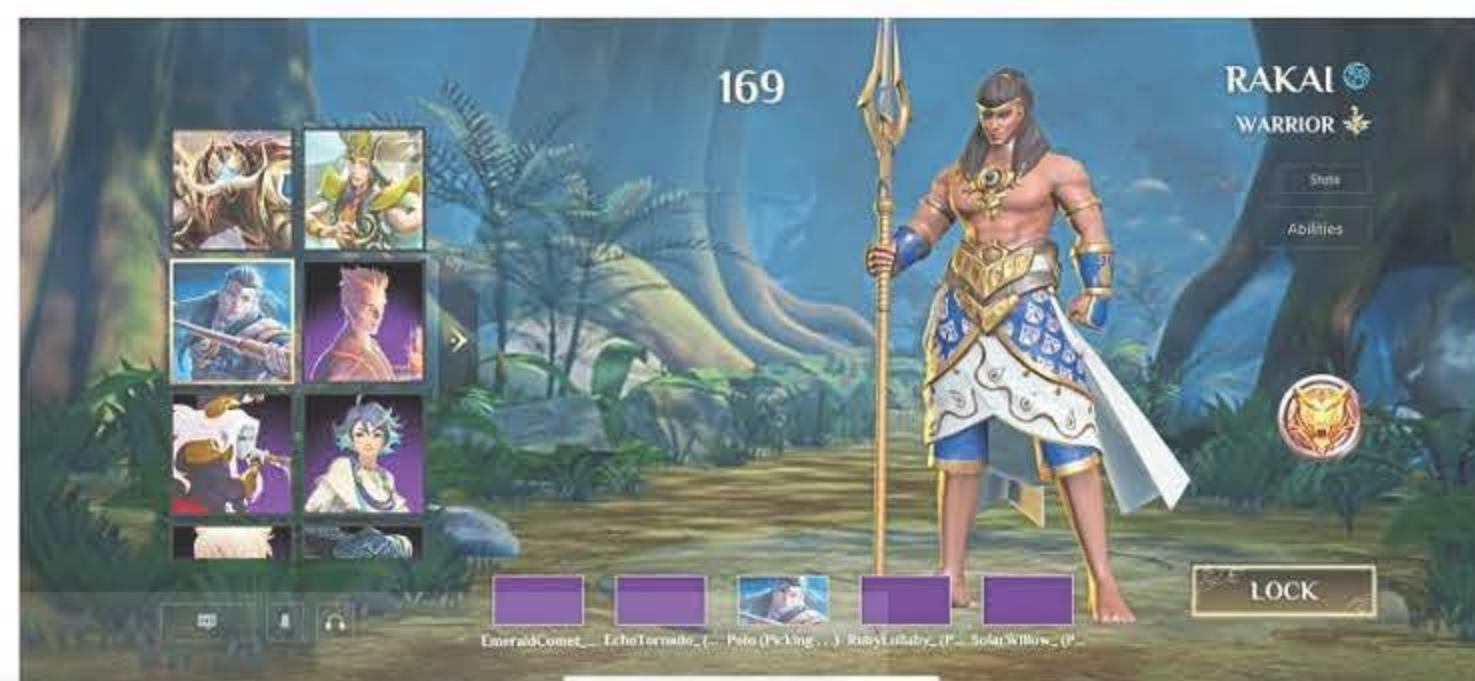 169
RAKAI
WARRIOR
Stats
Abilities
LOCK
EmeraldComet_... EchoTornado_(... Polo (Picking...) RubyLullaby_(P... SolarWillow_(P...